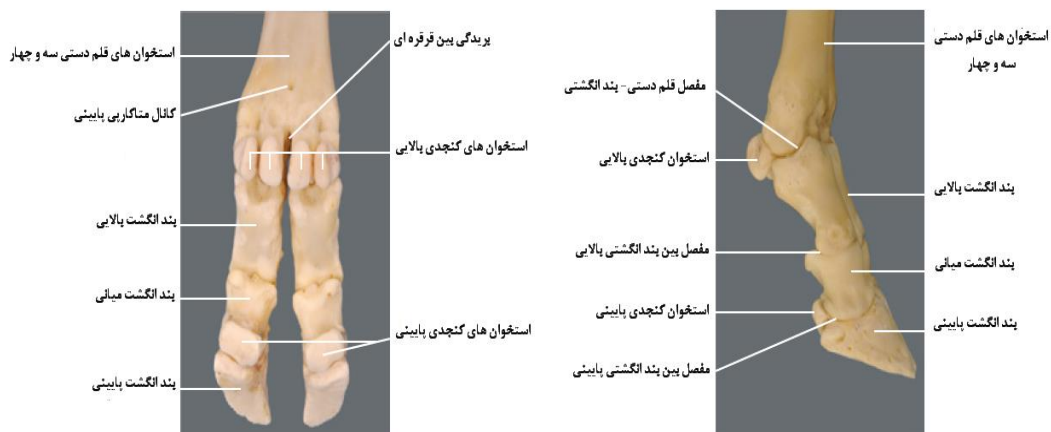 استخوان های قلم دستی سه و چهار
کانال متاکارپی پایینی
بند انگشت بالایی
بند انگشت میانی
بند انگشت پایینی
بریدگی بین قرقره ای
استخوان های کنجدی بالایی
استخوان های کنجدی پایینی
مفصل قلم دستی- بند انگشتی
استخوان کنجدی بالایی
مفصل بین بند انگشتی بالایی
استخوان کنجدی پایینی
مفصل بین بند انگشتی پایینی
استخوان های قلم دستی
سه و چهار
بند انگشت بالایی
بند انگشت میانی
بند انگشت پایینی